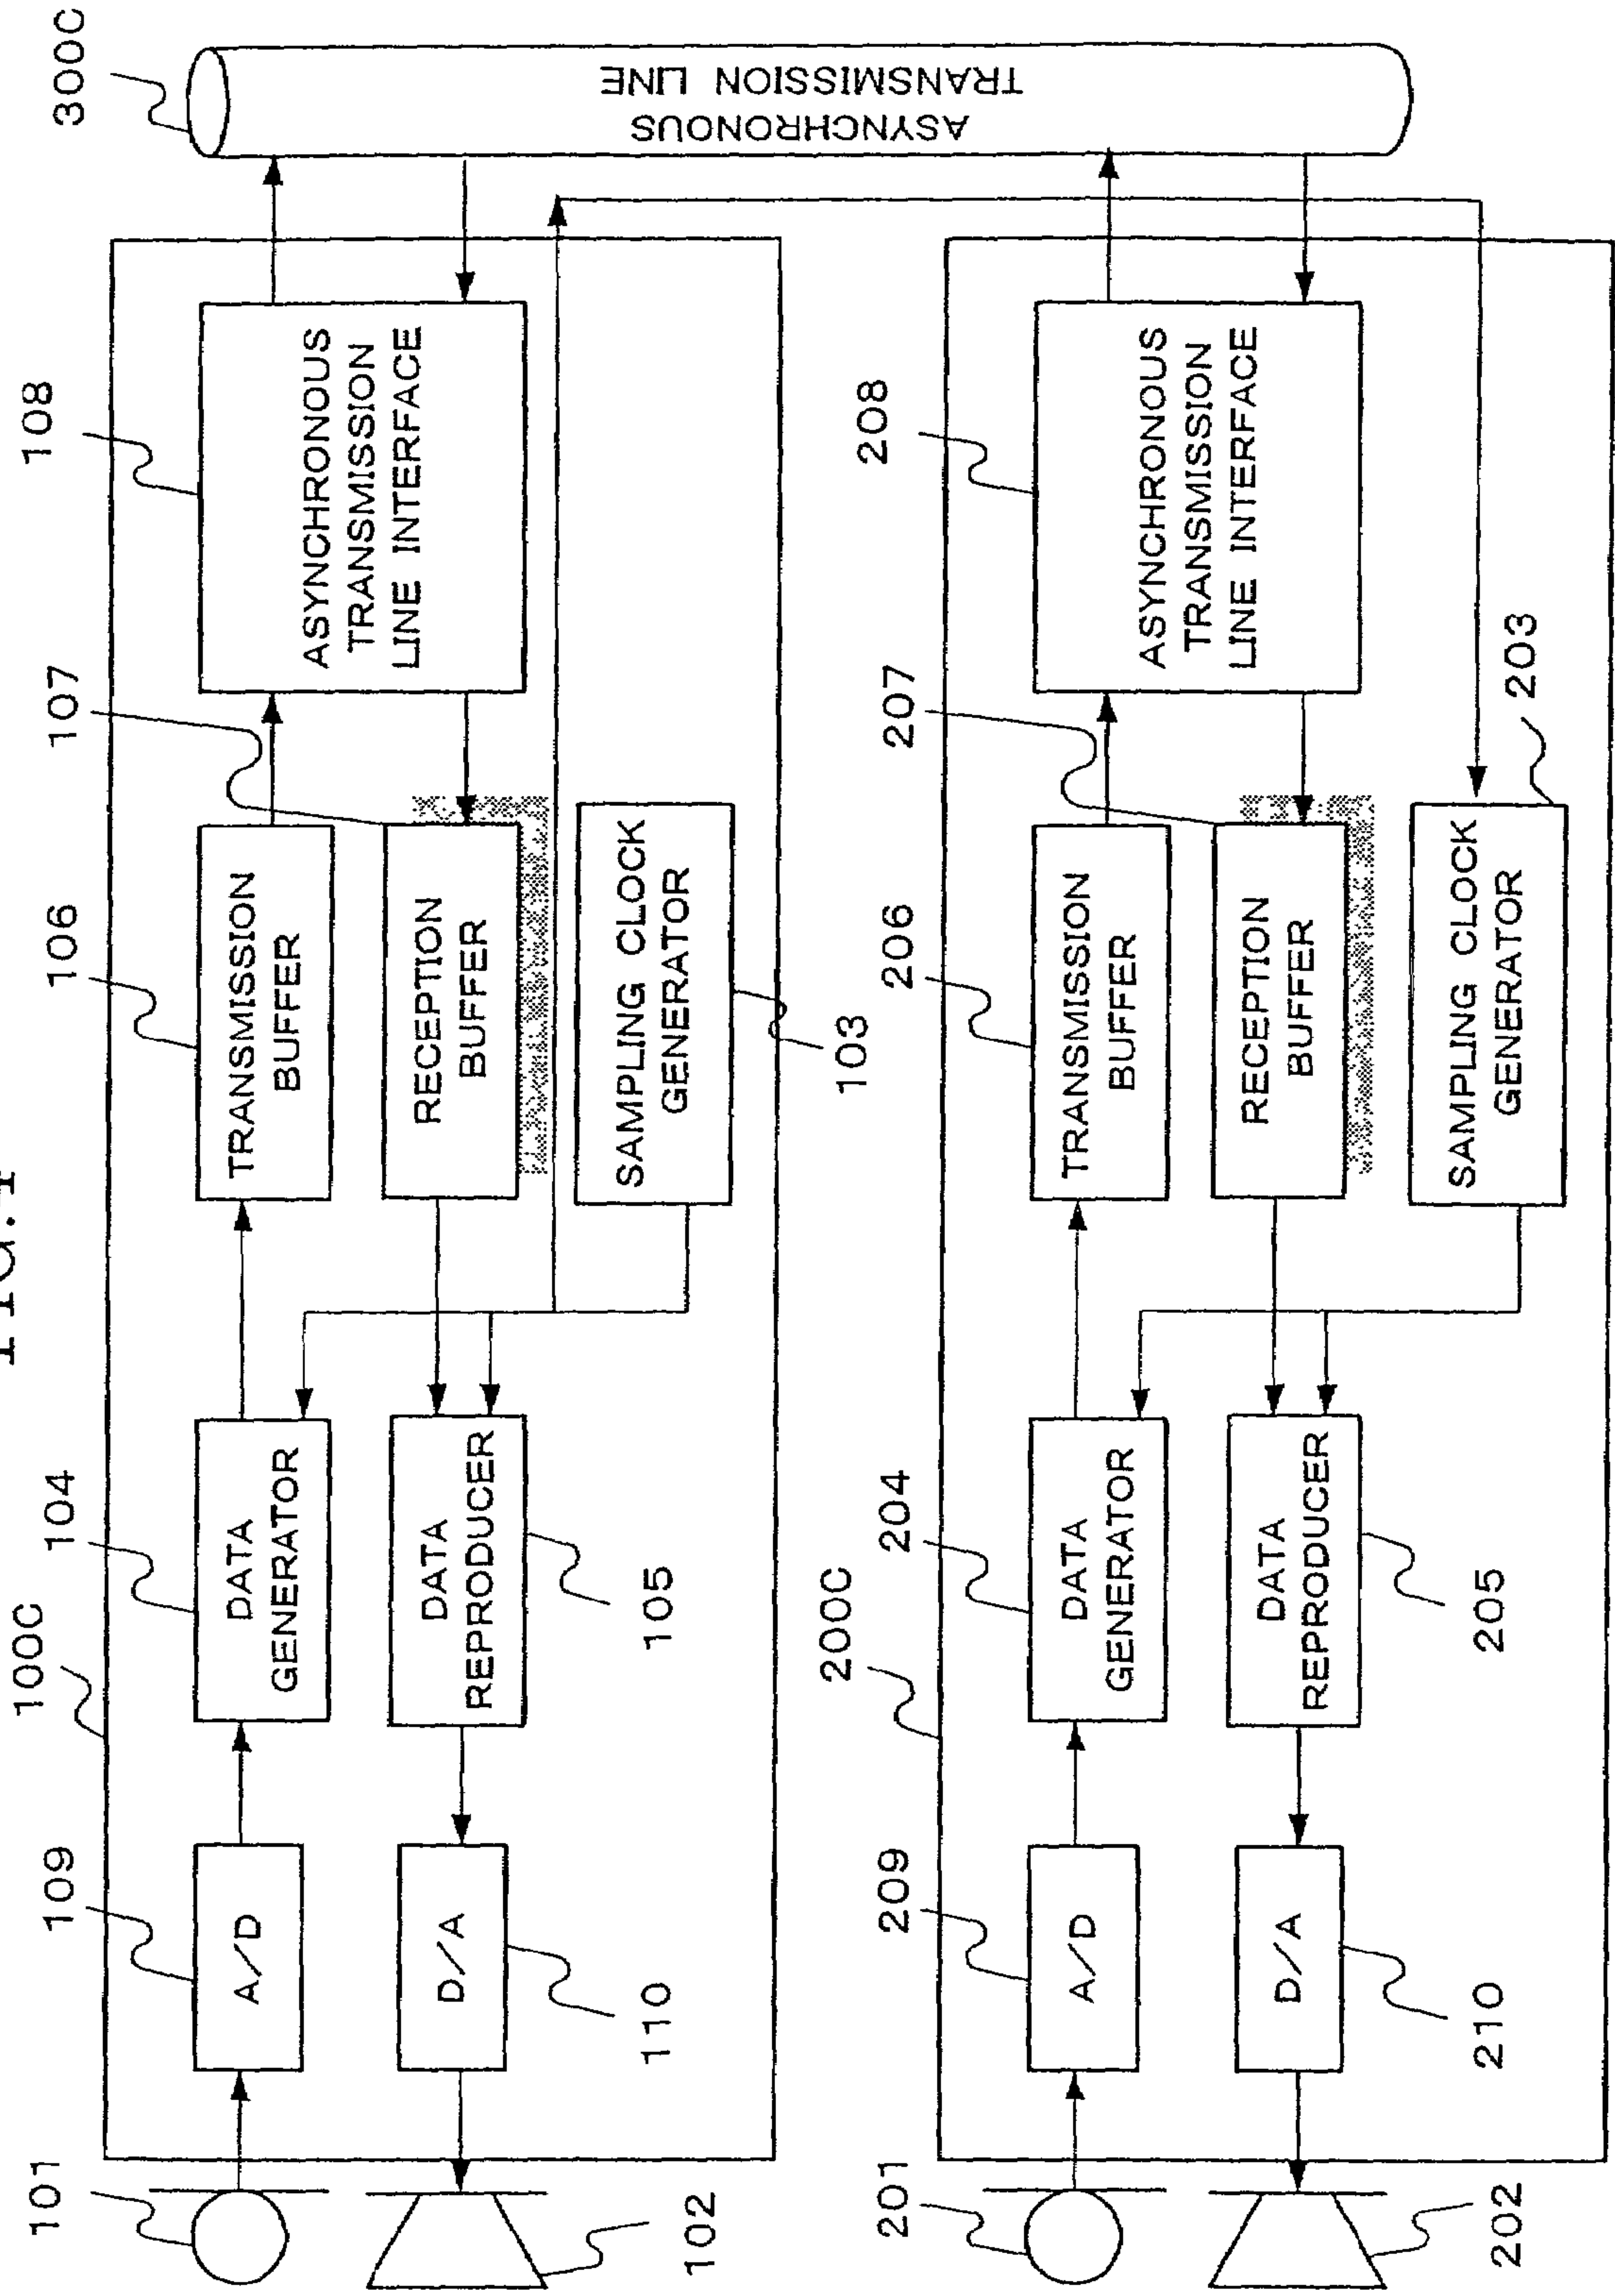 FIG.
300C
ASYNCHRONOUS
TRANSMISSION LINE
100C
101
109
A/D
104
DATA
GENERATOR
106
TRANSMISSION
BUFFER
107
108
ASYNCHRONOUS
TRANSMISSION
LINE INTERFACE
102
110
D/A
105
DATA
REPRODUCER
RECEPTION
BUFFER
SAMPLING CLOCK
GENERATOR
103
200C
201
209
A/D
204
DATA
GENERATOR
206
TRANSMISSION
BUFFER
207
208
ASYNCHRONOUS
TRANSMISSION
LINE INTERFACE
202
210
D/A
205
DATA
REPRODUCER
RECEPTION
BUFFER
SAMPLING CLOCK
GENERATOR
203